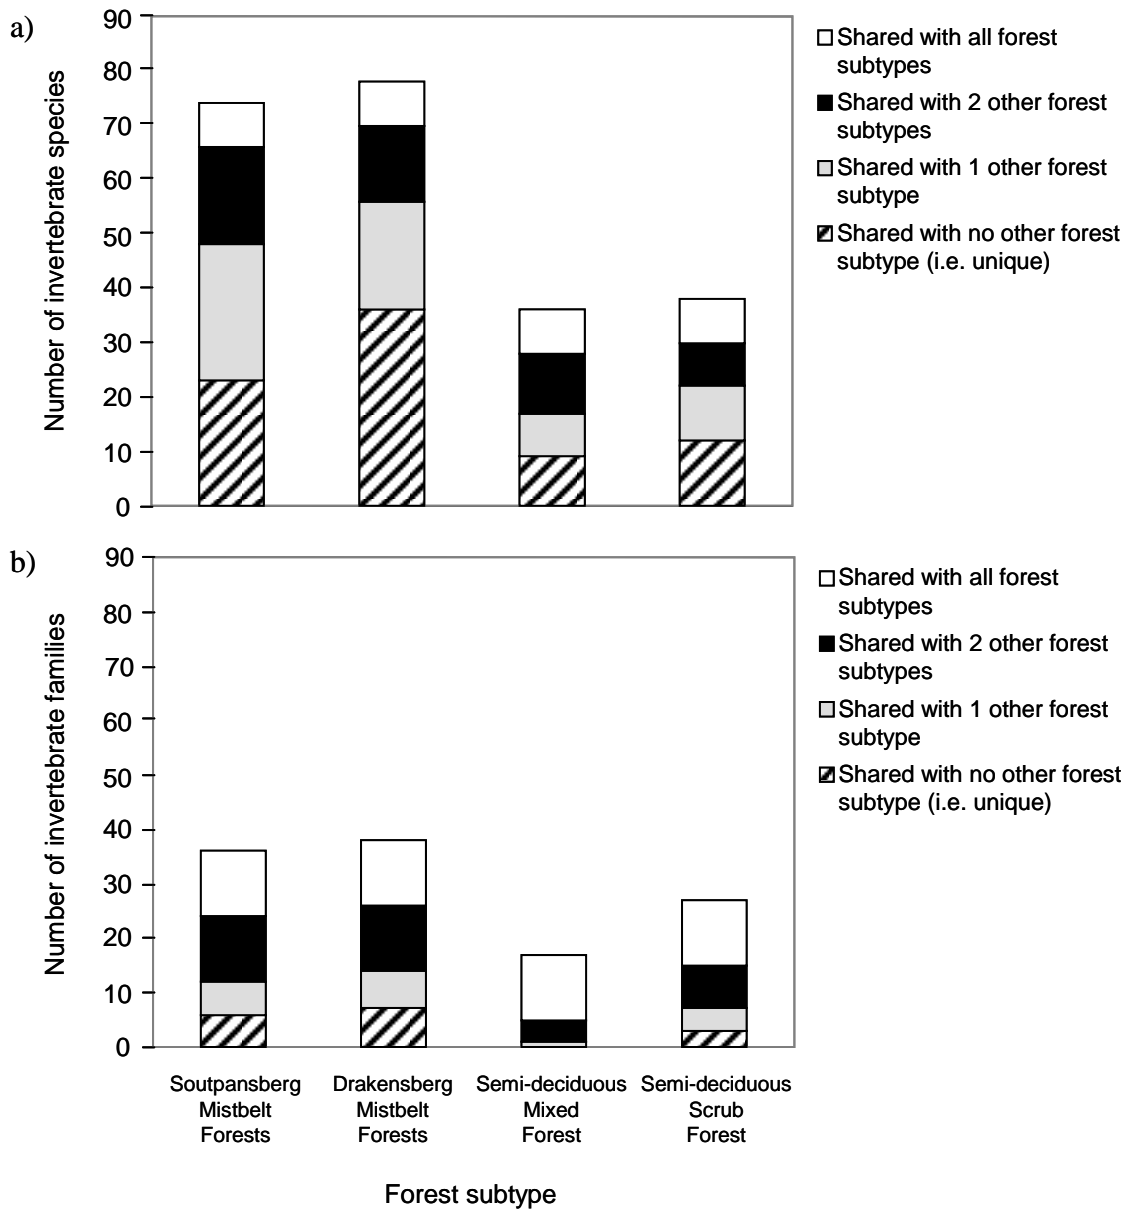 a)
Number of invertebrate species
90
80
70
60
50
40
30
20
10
0
Shared with all forest
subtypes
Shared with 2 other forest
subtypes
Shared with 1 other forest
subtype
Shared with no other forest
subtype (i.e. unique)
b)
Number of invertebrate families
90
80
70
60
50
40
30
20
10
0
Shared with all forest
subtypes
Shared with 2 other forest
subtypes
Shared with 1 other forest
subtype
Shared with no other forest
subtype (i.e. unique)
Soutpansberg
Mistbelt
Forests
Drakensberg
Mistbelt
Forests
Semi-deciduous
Mixed
Forest
Semi-deciduous
Scrub
Forest
Forest subtype